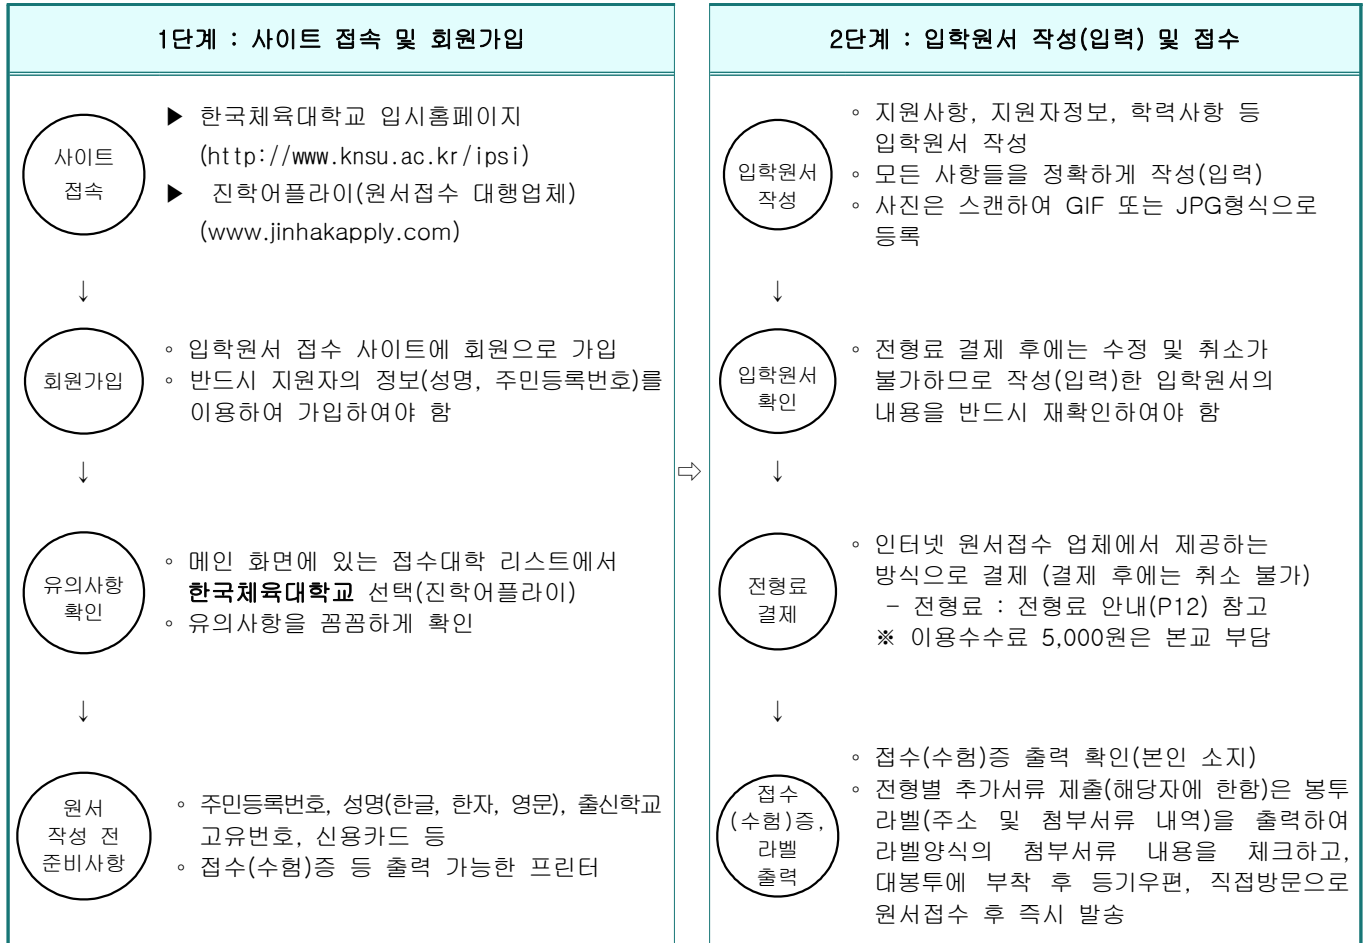 1단계 : 사이트 접속 및 회원가입
사이트
접속
▶ 한국체육대학교 입시홈페이지
(http://www.knsu.ac.kr/ipsi)
▶ 진학어플라이(원서접수 대행업체)
(www.jinhakapply.com)
↓
회원가입
◦ 입학원서 접수 사이트에 회원으로 가입
◦ 반드시 지원자의 정보(성명, 주민등록번호)를
이용하여 가입하여야 함
↓
유의사항
확인
◦ 메인 화면에 있는 접수대학 리스트에서
한국체육대학교 선택(진학어플라이)
◦ 유의사항을 꼼꼼하게 확인
↓
원서
작성 전
준비사항
◦ 주민등록번호, 성명(한글, 한자, 영문), 출신학교
고유번호, 신용카드 등
◦ 접수(수험)증 등 출력 가능한 프린터
⇨
2단계 : 입학원서 작성(입력) 및 접수
입학원서
작성
◦ 지원사항, 지원자정보, 학력사항 등
입학원서 작성
◦ 모든 사항들을 정확하게 작성(입력)
◦ 사진은 스캔하여 GIF 또는 JPG형식으로
등록
↓
입학원서
확인
◦ 전형료 결제 후에는 수정 및 취소가
불가하므로 작성(입력)한 입학원서의
내용을 반드시 재확인하여야 함
↓
전형료
결제
◦ 인터넷 원서접수 업체에서 제공하는
방식으로 결제 (결제 후에는 취소 불가)
- 전형료 : 전형료 안내(P12) 참고
※ 이용수수료 5,000원은 본교 부담
↓
접수
(수험)증,
라벨
출력
◦ 접수(수험)증 출력 확인(본인 소지)
◦ 전형별 추가서류 제출(해당자에 한함)은 봉투
라벨(주소 및 첨부서류 내역)을 출력하여
라벨양식의 첨부서류 내용을 체크하고,
대봉투에 부착 후 등기우편, 직접방문으로
원서접수 후 즉시 발송